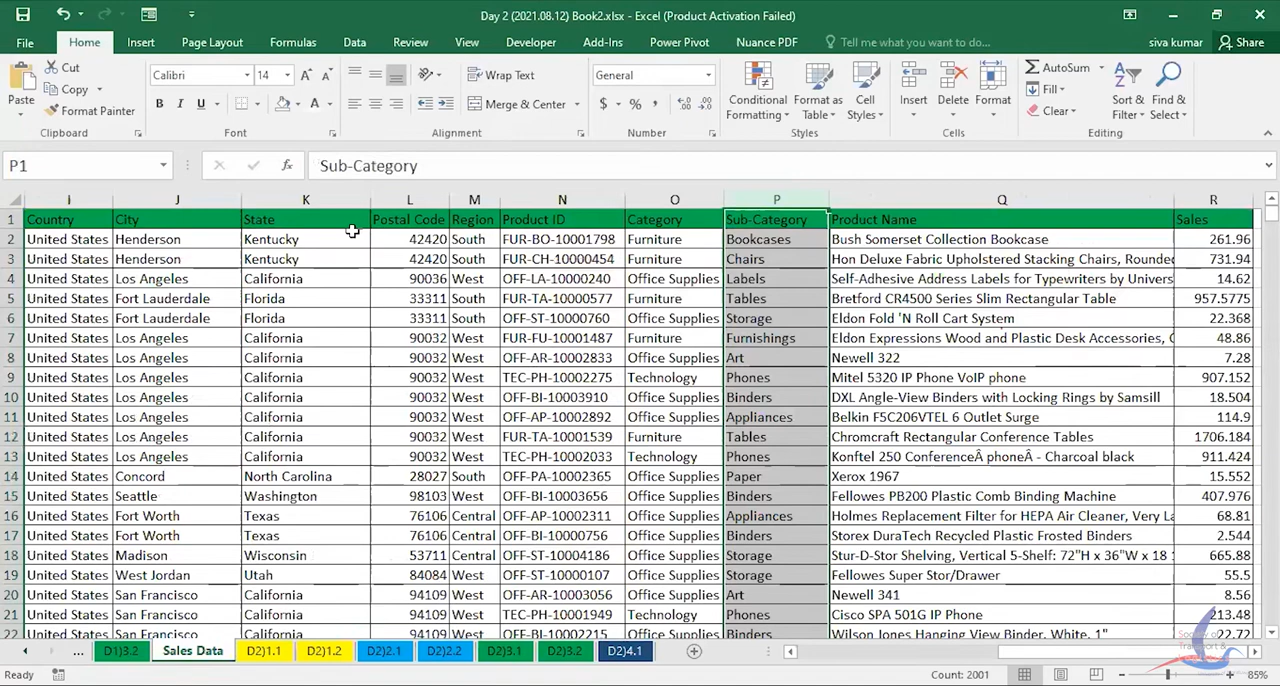 Day 2 (2021.08.12) Book2.xlsx - Excel (Product Activation Failed)
File Home Insert Page Layout Formulas Data Review View Developer Add-Ins Power Pivot Nuance PDF Tell me what you want to do... siva kumar Share
Paste Cut Copy Format Painter Clipboard
Calibri 14 B I U A Font
Wrap Text Merge & Center Alignment
General $ % , Number
Conditional Formatting Format as Table Cell Styles Styles
Insert Delete Format Cells
AutoSum Fill Clear Sort & Filter Find & Select Editing
P1 fx Sub-Category
I J K L M N O P Q R
1 Country City State Postal Code Region Product ID Category Sub-Category Product Name Sales
2 United States Henderson Kentucky 42420 South FUR-BO-10001798 Furniture Bookcases Bush Somerset Collection Bookcase 261.96
3 United States Henderson Kentucky 42420 South FUR-CH-10000454 Furniture Chairs Hon Deluxe Fabric Upholstered Stacking Chairs, Rounded 731.94
4 United States Los Angeles California 90036 West OFF-LA-10000240 Office Supplies Labels Self-Adhesive Address Labels for Typewriters by Univers 14.62
5 United States Fort Lauderdale Florida 33311 South FUR-TA-10000577 Furniture Tables Bretford CR4500 Series Slim Rectangular Table 957.5775
6 United States Fort Lauderdale Florida 33311 South OFF-ST-10000760 Office Supplies Storage Eldon Fold 'N Roll Cart System 22.368
7 United States Los Angeles California 90032 West FUR-FU-10001487 Furniture Furnishings Eldon Expressions Wood and Plastic Desk Accessories, C 48.86
8 United States Los Angeles California 90032 West OFF-AR-10002833 Office Supplies Art Newell 322 7.28
9 United States Los Angeles California 90032 West TEC-PH-10002275 Technology Phones Mitel 5320 IP Phone VoIP phone 907.152
10 United States Los Angeles California 90032 West OFF-BI-10003910 Office Supplies Binders DXL Angle-View Binders with Locking Rings by Samsill 18.504
11 United States Los Angeles California 90032 West OFF-AP-10002892 Office Supplies Appliances Belkin F5C206VTEL 6 Outlet Surge 114.9
12 United States Los Angeles California 90032 West FUR-TA-10001539 Furniture Tables Chromcraft Rectangular Conference Tables 1706.184
13 United States Los Angeles California 90032 West TEC-PH-10002033 Technology Phones Konftel 250 ConferenceÂ phoneÂ - Charcoal black 911.424
14 United States Concord North Carolina 28027 South OFF-PA-10002365 Office Supplies Paper Xerox 1967 15.552
15 United States Seattle Washington 98103 West OFF-BI-10003656 Office Supplies Binders Fellowes PB200 Plastic Comb Binding Machine 407.976
16 United States Fort Worth Texas 76106 Central OFF-AP-10002311 Office Supplies Appliances Holmes Replacement Filter for HEPA Air Cleaner, Very La 68.81
17 United States Fort Worth Texas 76106 Central OFF-BI-10000756 Office Supplies Binders Storex DuraTech Recycled Plastic Frosted Binders 2.544
18 United States Madison Wisconsin 53711 Central OFF-ST-10004186 Office Supplies Storage Stur-D-Stor Shelving, Vertical 5-Shelf: 72"H x 36"W x 18 1 665.88
19 United States West Jordan Utah 84084 West OFF-ST-10000107 Office Supplies Storage Fellowes Super Stor/Drawer 55.5
20 United States San Francisco California 94109 West OFF-AR-10003056 Office Supplies Art Newell 341 8.56
21 United States San Francisco California 94109 West TEC-PH-10001949 Technology Phones Cisco SPA 501G IP Phone 213.48
22 United States San Francisco California 94109 West OFF-BI-10002215 Office Supplies Binders Wilson Jones Hanging View Binder, White, 1" 22.72
... D1)3.2 Sales Data D2)1.1 D2)1.2 D2)2.1 D2)2.2 D2)3.1 D2)3.2 D2)4.1
Society of
Transport &
Ready Count: 2001 85%